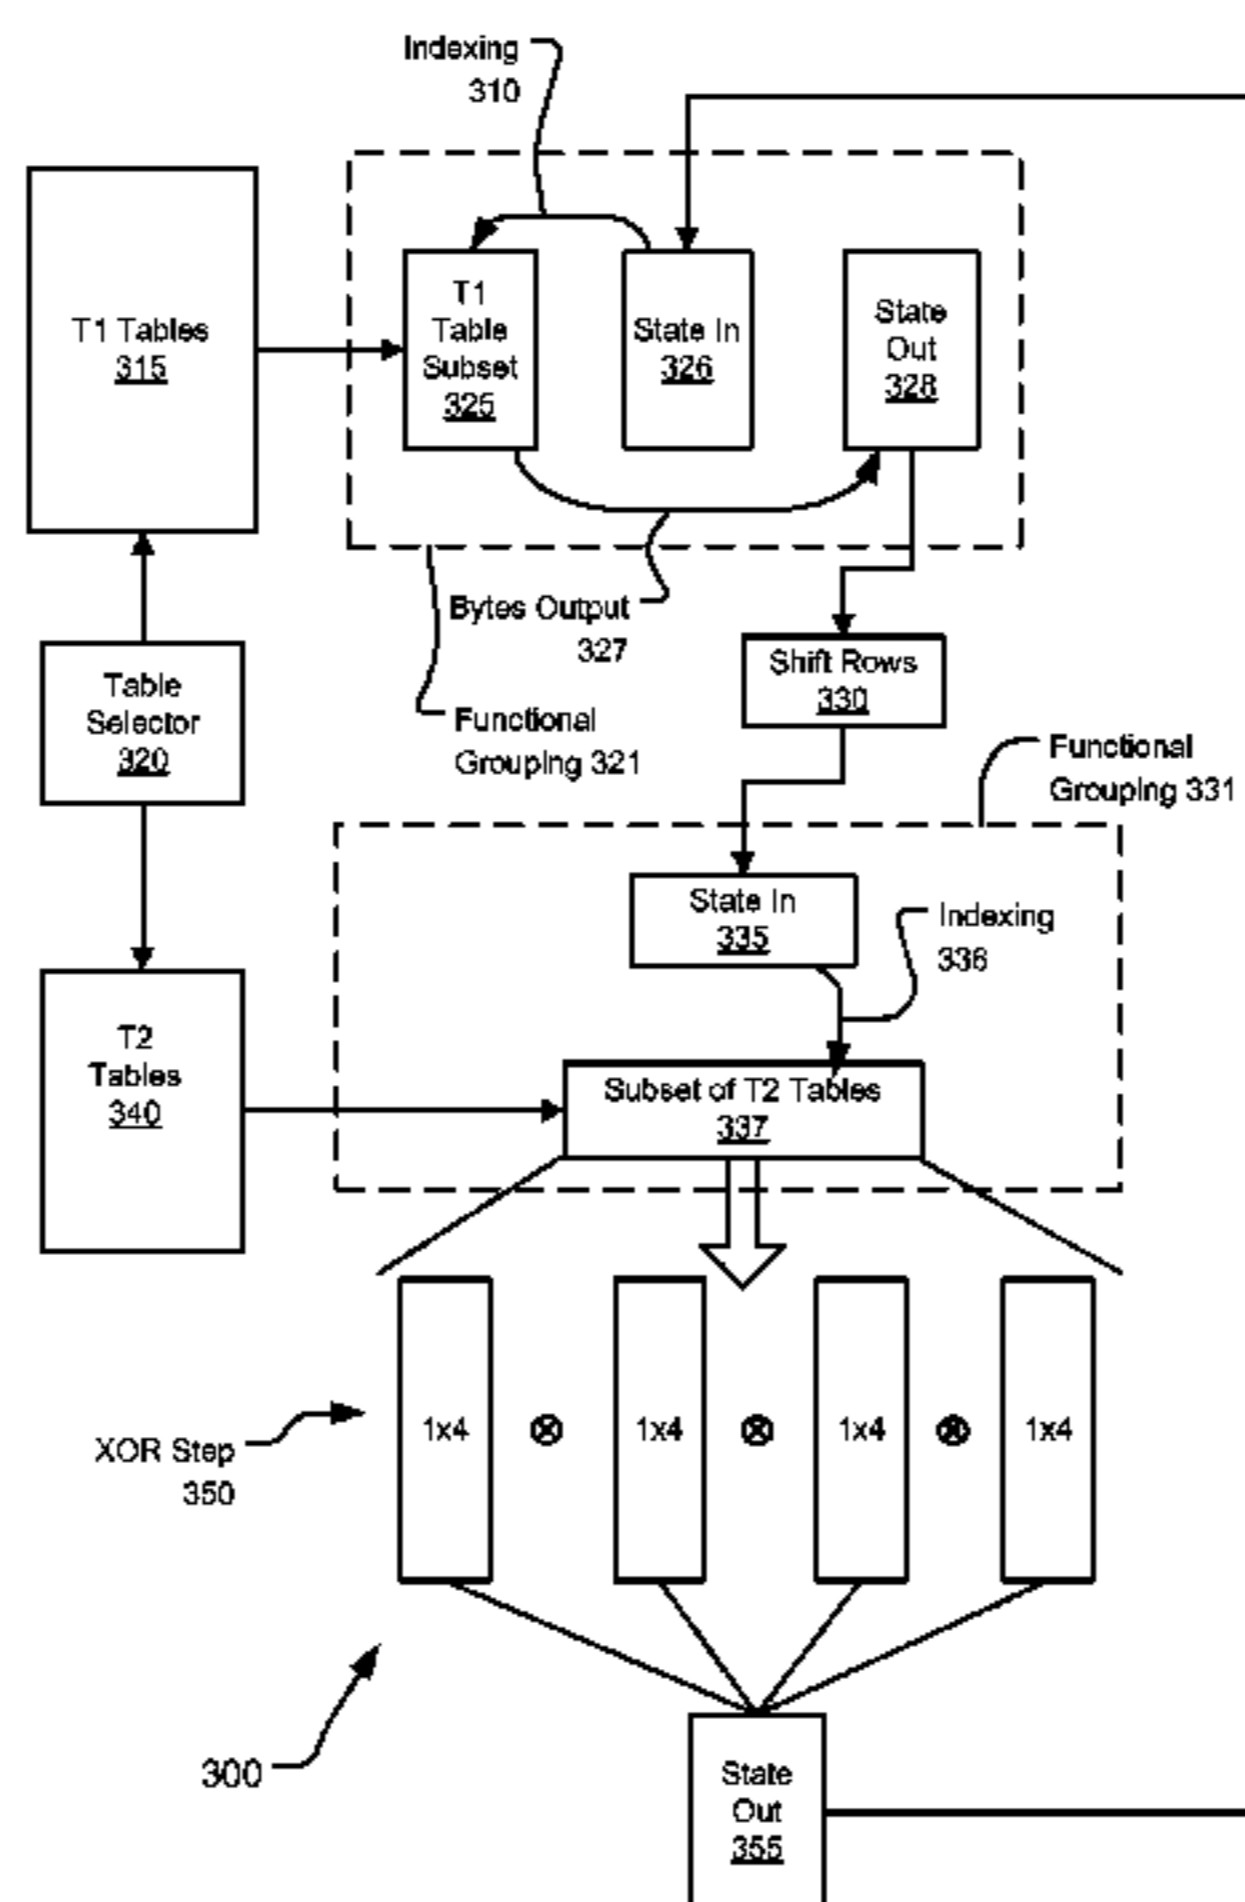 Indexing
310
T1 Tables
315
T1
Table
Subset
325
State In
326
State
Out
328
Bytes Output
327
Functional
Grouping 321
Table
Selector
320
Shift Rows
330
Functional
Grouping 331
State In
335
Indexing
336
T2
Tables
340
Subset of T2 Tables
337
1x4
⊗
1x4
⊗
1x4
⊗
1x4
XOR Step
350
300
State
Out
355